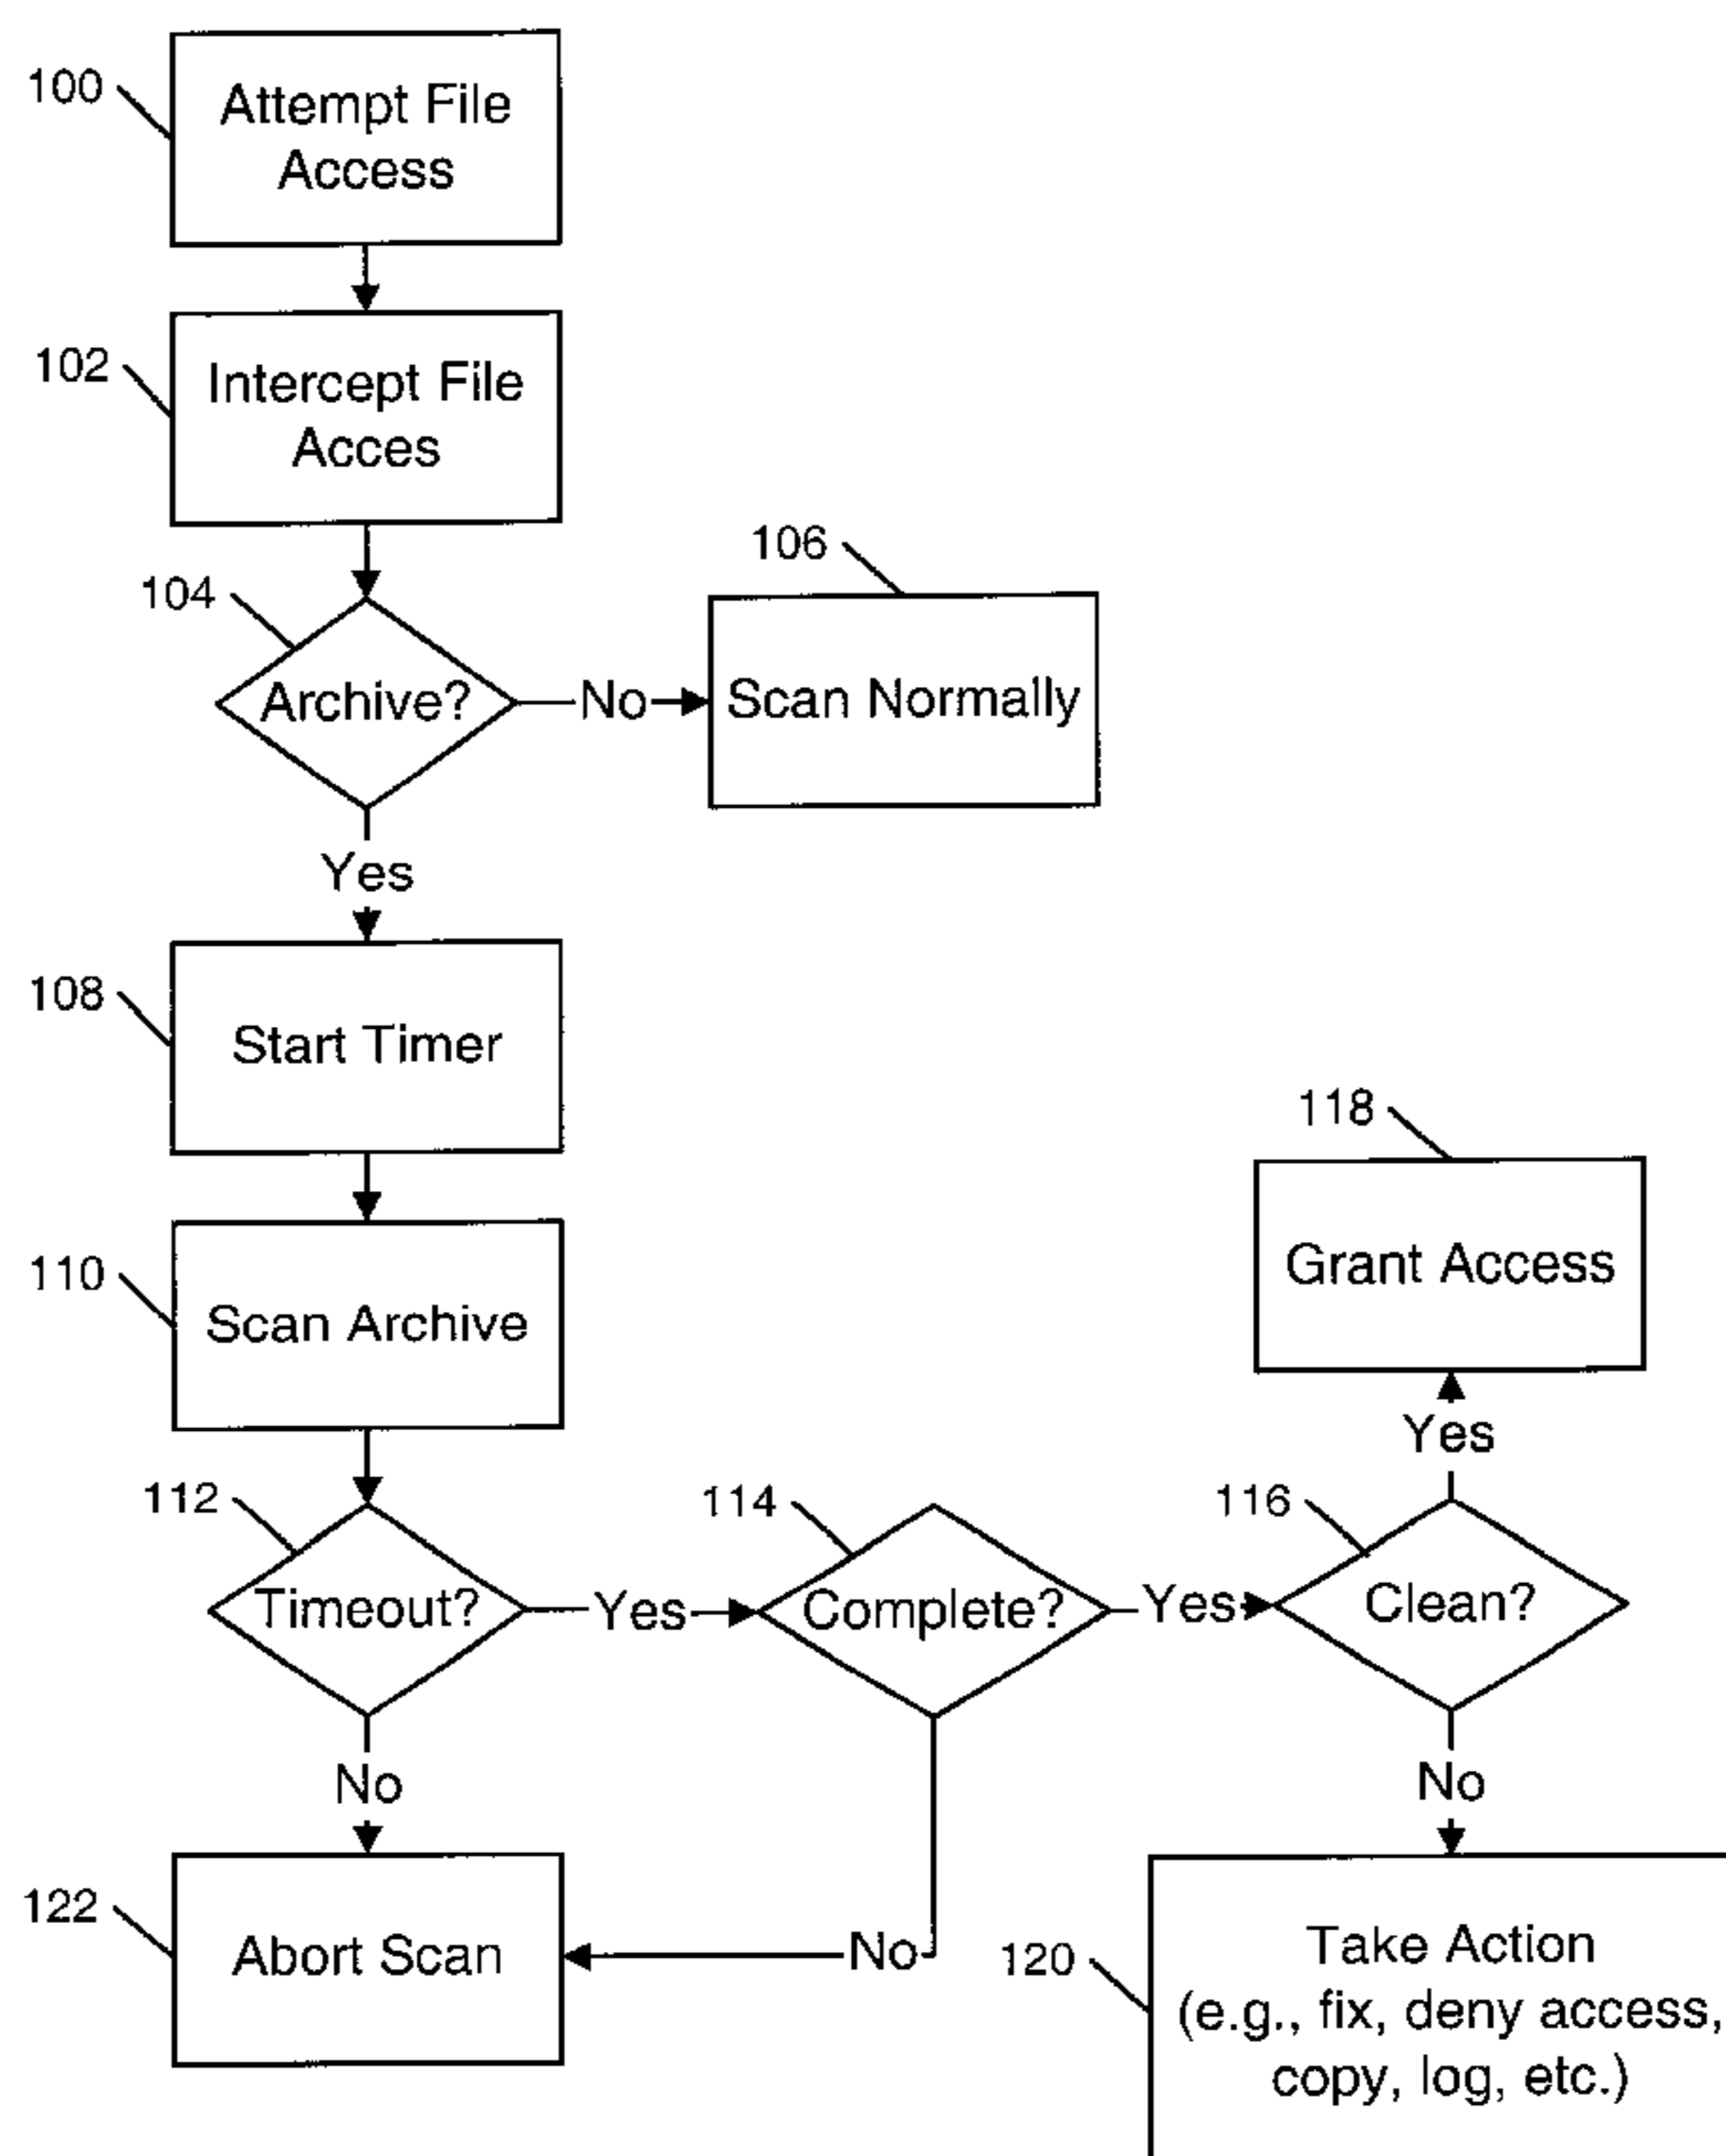 100
Attempt File
Access
102
Intercept File
Acces
104
Archive?
No
106
Scan Normally
Yes
108
Start Timer
110
Scan Archive
112
Timeout?
Yes
114
Complete?
Yes
116
Clean?
Yes
118
Grant Access
No
122
Abort Scan
No
No
120
Take Action
(e.g., fix, deny access,
copy, log, etc.)